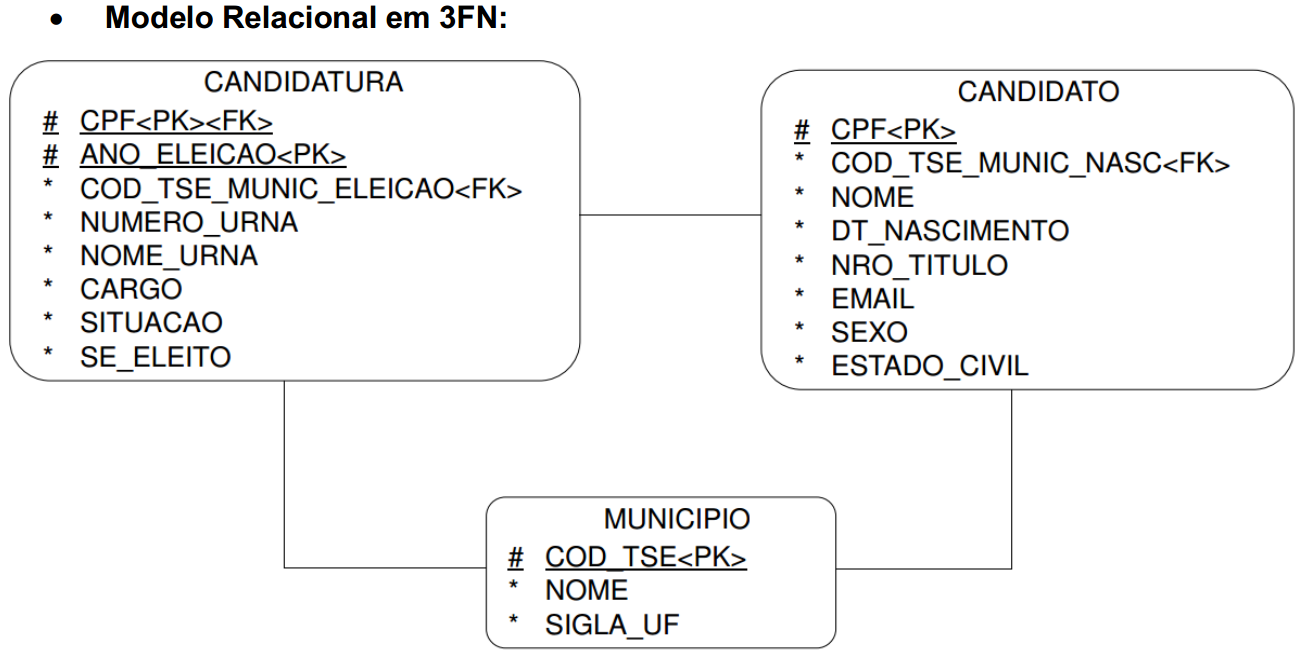 • Modelo Relacional em 3FN:
CANDIDATURA
# CPF<PK><FK>
# ANO_ELEICAO<PK>
* COD_TSE_MUNIC_ELEICAO<FK>
* NUMERO_URNA
* NOME_URNA
* CARGO
* SITUACAO
* SE_ELEITO
CANDIDATO
# CPF<PK>
* COD_TSE_MUNIC_NASC<FK>
* NOME
* DT_NASCIMENTO
* NRO_TITULO
* EMAIL
* SEXO
* ESTADO_CIVIL
MUNICIPIO
# COD_TSE<PK>
* NOME
* SIGLA_UF